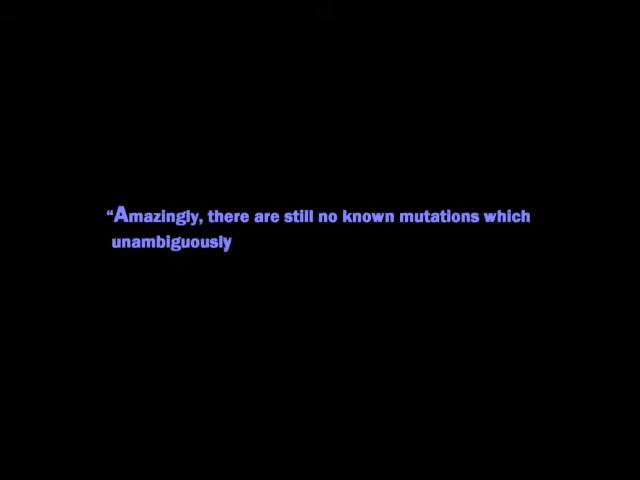 “Amazingly, there are still no known mutations which
unambiguously